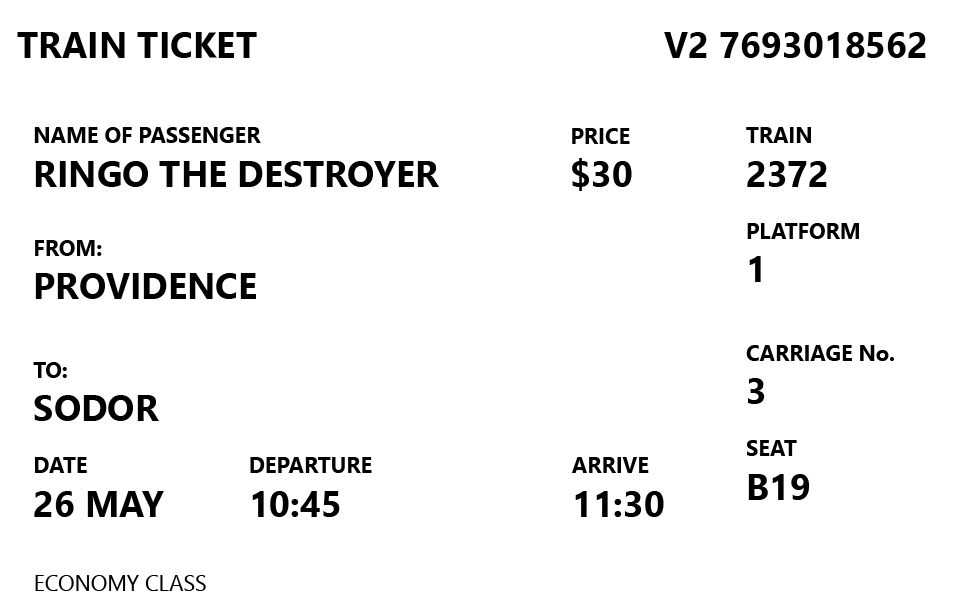 TRAIN TICKET
V2 7693018562
NAME OF PASSENGER
RINGO THE DESTROYER
PRICE
$30
TRAIN
2372
FROM:
PROVIDENCE
PLATFORM
1
TO:
SODOR
CARRIAGE No.
3
DATE
26 MAY
DEPARTURE
10:45
ARRIVE
11:30
SEAT
B19
ECONOMY CLASS